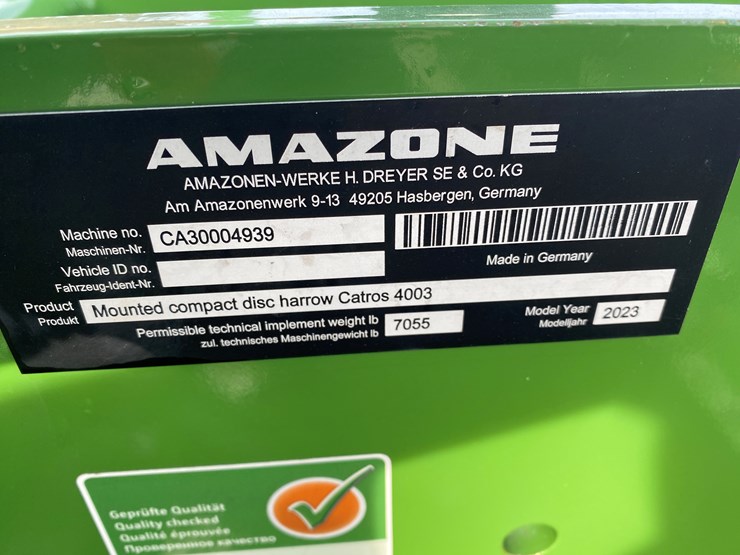 AMAZONE
AMAZONEN-WERKE H. DREYER SE & Co. KG
Am Amazonenwerk 9-13 49205 Hasbergen, Germany
Machine no.
Maschinen-Nr.
CA30004939
Made in Germany
Vehicle ID no.
Fahrzeug-Ident-Nr.
Product
Produkt
Mounted compact disc harrow Catros 4003
Permissible technical implement weight lb
zul. technisches Maschinengewicht lb
7055
Model Year
Modelljahr
2023
Geprüfte Qualität
Quality checked
Qualité éprouvée
Проверенное качество